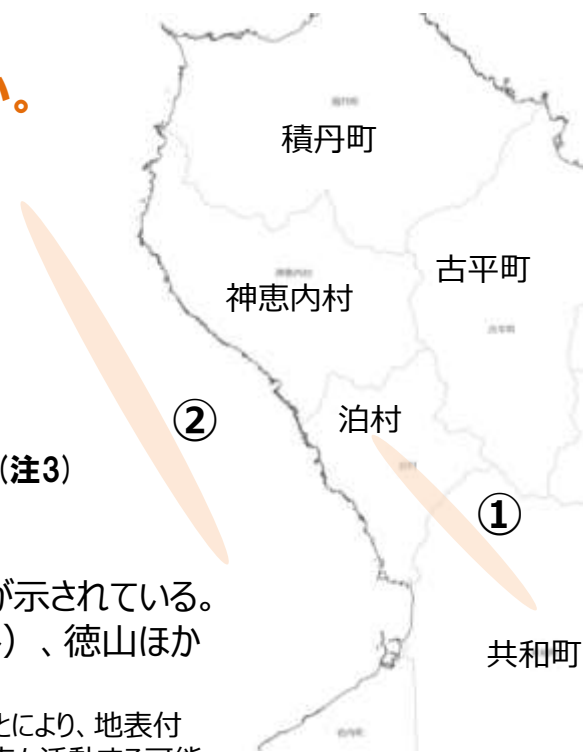 い。
積丹町
古平町
神恵内村
②
泊村
(注3)
①
が示されている。
）、徳山ほか
共和町
とにより、地表付